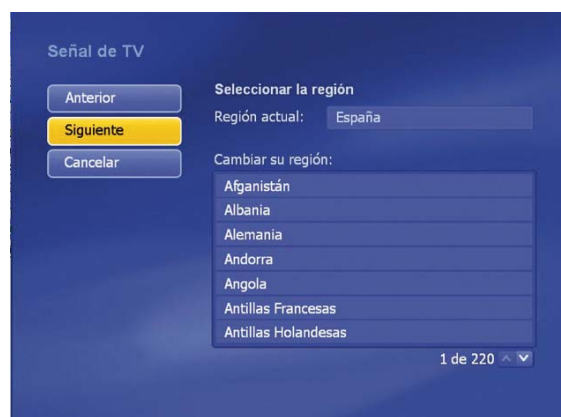 Señal de TV
Anterior
Siguiente
Cancelar
Seleccionar la región
Región actual: España
Cambiar su región:
Afganistán
Albania
Alemania
Andorra
Angola
Antillas Francesas
Antillas Holandesas
1 de 220